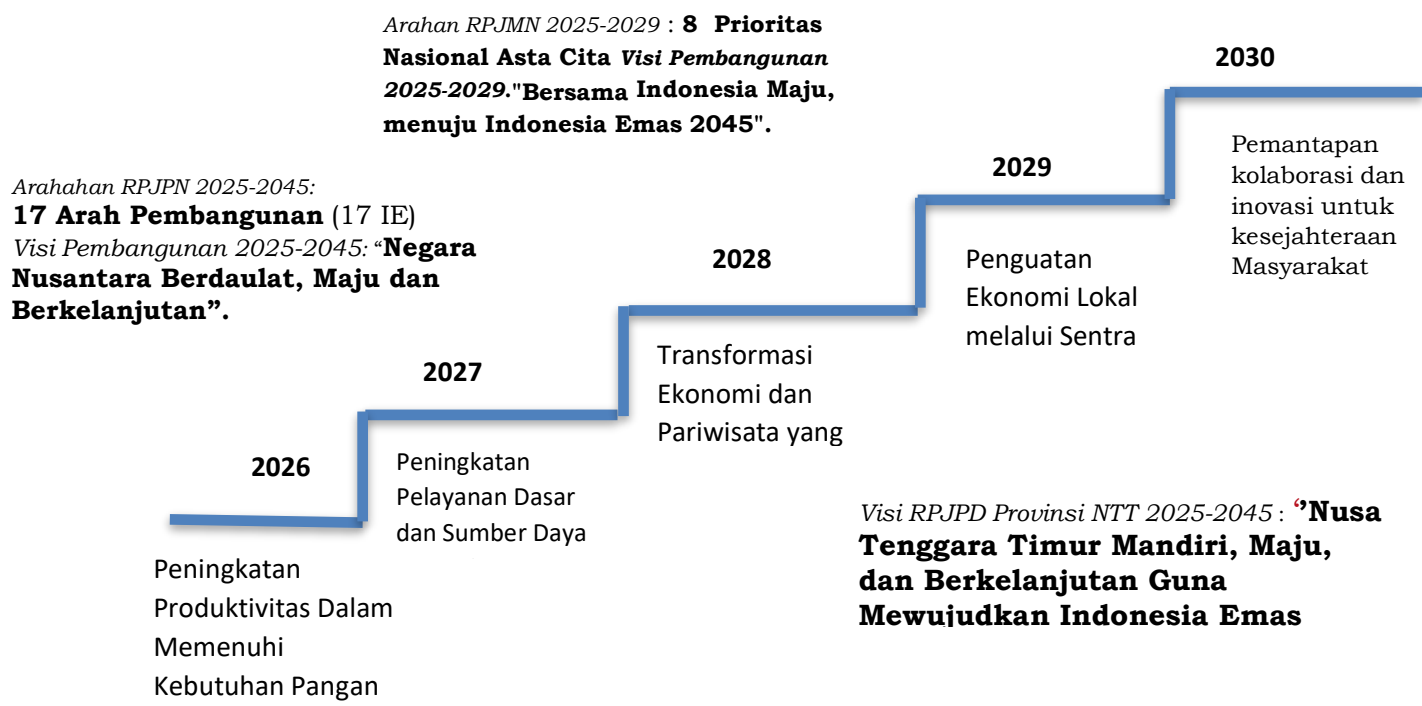 Arahan RPJMN 2025-2029 : 8 Prioritas
Nasional Asta Cita Visi Pembangunan
2025-2029."Bersama Indonesia Maju,
menuju Indonesia Emas 2045".
Arahahan RPJPN 2025-2045:
17 Arah Pembangunan (17 IE)
Visi Pembangunan 2025-2045: “Negara
Nusantara Berdaulat, Maju dan
Berkelanjutan”.
2026
Peningkatan
Produktivitas Dalam
Memenuhi
Kebutuhan Pangan
2027
Peningkatan
Pelayanan Dasar
dan Sumber Daya
2028
Transformasi
Ekonomi dan
Pariwisata yang
2029
Penguatan
Ekonomi Lokal
melalui Sentra
2030
Pemantapan
kolaborasi dan
inovasi untuk
kesejahteraan
Masyarakat
Visi RPJPD Provinsi NTT 2025-2045 : ‘’Nusa
Tenggara Timur Mandiri, Maju,
dan Berkelanjutan Guna
Mewujudkan Indonesia Emas